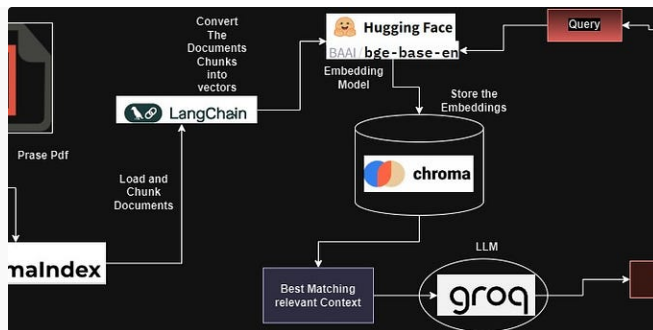 Convert
The
Documents
Chunks
into
vectors
Hugging Face
BAAI/bge-base-en
Embedding
Model
Query
LangChain
Store the
Embeddings
Prase Pdf
Load and
Chunk
Documents
chroma
maIndex
LLM
Best Matching
relevant Context
groq